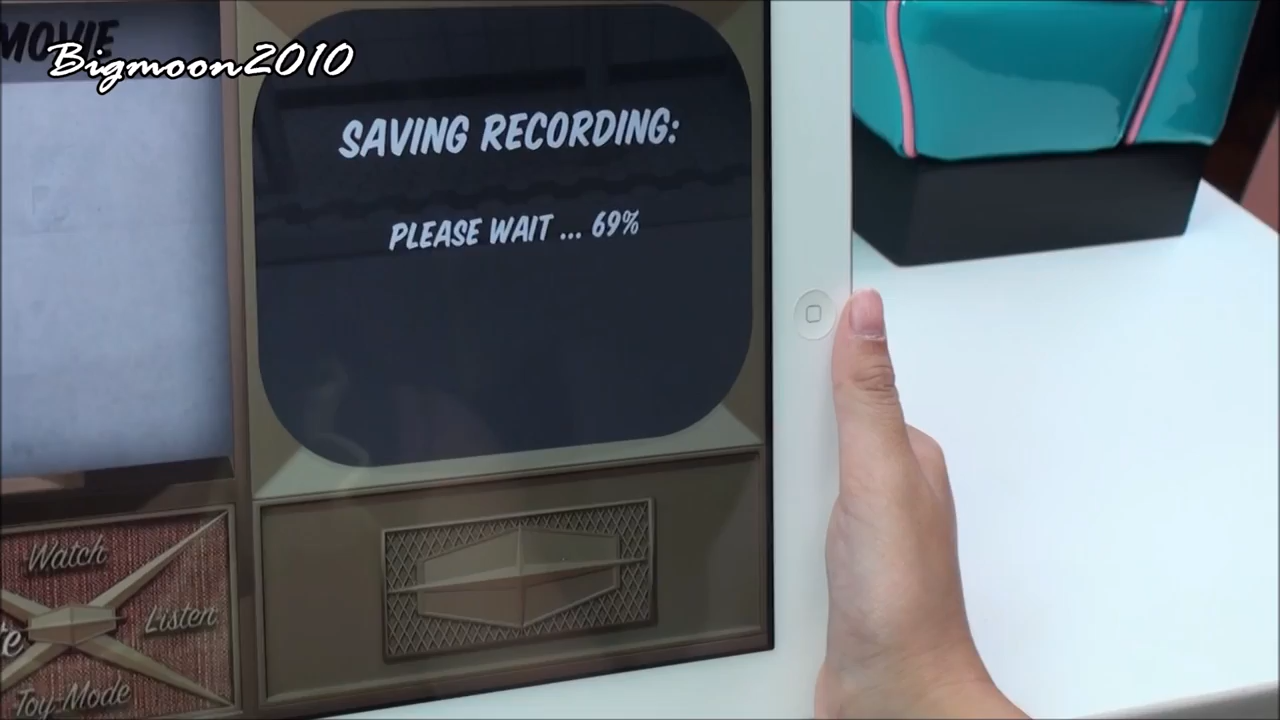 MOVIE
Bigmoon2010
SAVING RECORDING:
PLEASE WAIT ... 69%
Watch
Listen
Toy-Mode